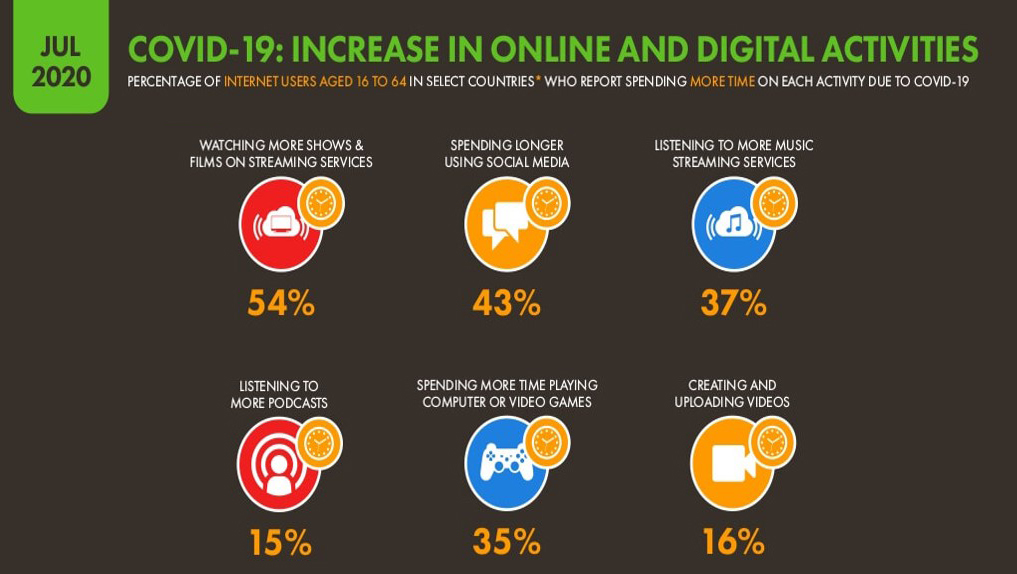 JUL
2020
COVID-19: INCREASE IN ONLINE AND DIGITAL ACTIVITIES
PERCENTAGE OF INTERNET USERS AGED 16 TO 64 IN SELECT COUNTRIES* WHO REPORT SPENDING MORE TIME ON EACH ACTIVITY DUE TO COVID-19
WATCHING MORE SHOWS &
FILMS ON STREAMING SERVICES
54%
SPENDING LONGER
USING SOCIAL MEDIA
43%
LISTENING TO MORE MUSIC
STREAMING SERVICES
37%
LISTENING TO
MORE PODCASTS
15%
SPENDING MORE TIME PLAYING
COMPUTER OR VIDEO GAMES
35%
CREATING AND
UPLOADING VIDEOS
16%